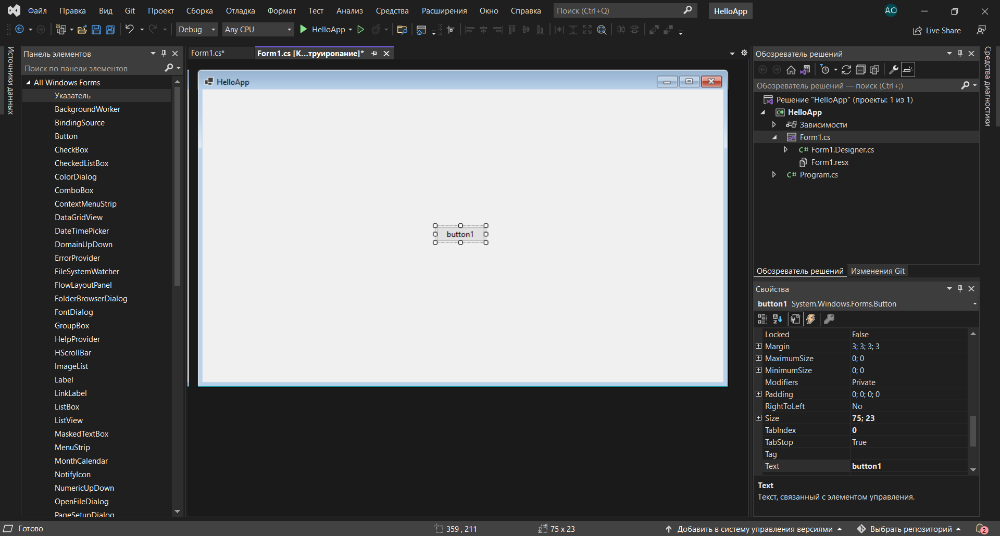 Файл Правка Вид Git Проект Сборка Отладка Формат Тест Анализ Средства Расширения Окно Справка Поиск (Ctrl+Q) HelloApp AO
Debug Any CPU HelloApp Live Share
Источники данных
Панель элементов
Поиск по панели элементов
All Windows Forms
Указатель
BackgroundWorker
BindingSource
Button
CheckBox
CheckedListBox
ColorDialog
ComboBox
ContextMenuStrip
DataGridView
DateTimePicker
DomainUpDown
ErrorProvider
FileSystemWatcher
FlowLayoutPanel
FolderBrowserDialog
FontDialog
GroupBox
HelpProvider
HScrollBar
ImageList
Label
LinkLabel
ListBox
ListView
MaskedTextBox
MenuStrip
MonthCalendar
NotifyIcon
NumericUpDown
OpenFileDialog
PageSetupDialog
Form1.cs* Form1.cs [К...труирование]*
HelloApp
button1
Обозреватель решений
Обозреватель решений — поиск (Ctrl+;)
Решение "HelloApp" (проекты: 1 из 1)
C# HelloApp
Зависимости
Form1.cs
C# Form1.Designer.cs
Form1.resx
C# Program.cs
Обозреватель решений Изменения Git
Свойства
button1 System.Windows.Forms.Button
Locked False
Margin 3; 3; 3; 3
MaximumSize 0; 0
MinimumSize 0; 0
Modifiers Private
Padding 0; 0; 0; 0
RightToLeft No
Size 75; 23
TabIndex 0
TabStop True
Tag
Text button1
Text
Текст, связанный с элементом управления.
Средства диагностики
Готово 359 , 211 75 x 23 Добавить в систему управления версиями Выбрать репозиторий 2